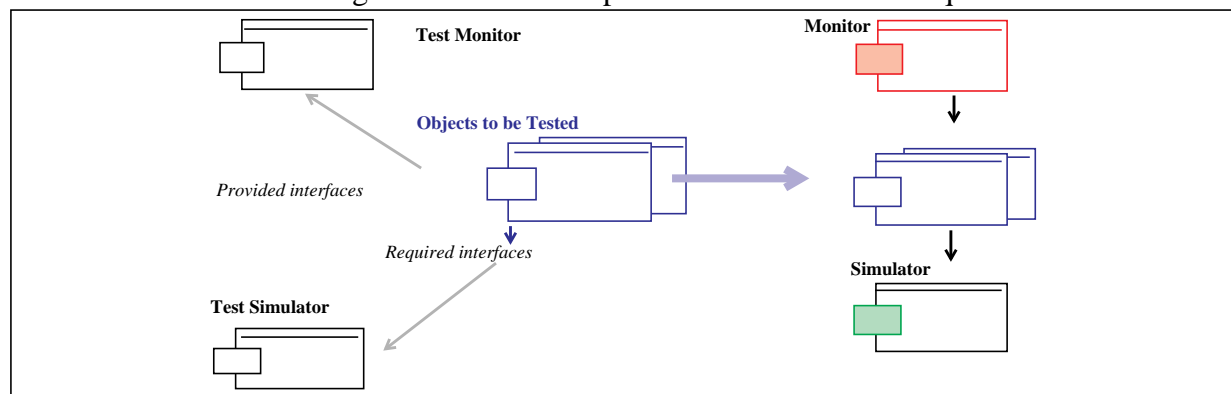 Test Monitor
Monitor
Objects to be Tested
Provided interfaces
Required interfaces
Simulator
Test Simulator